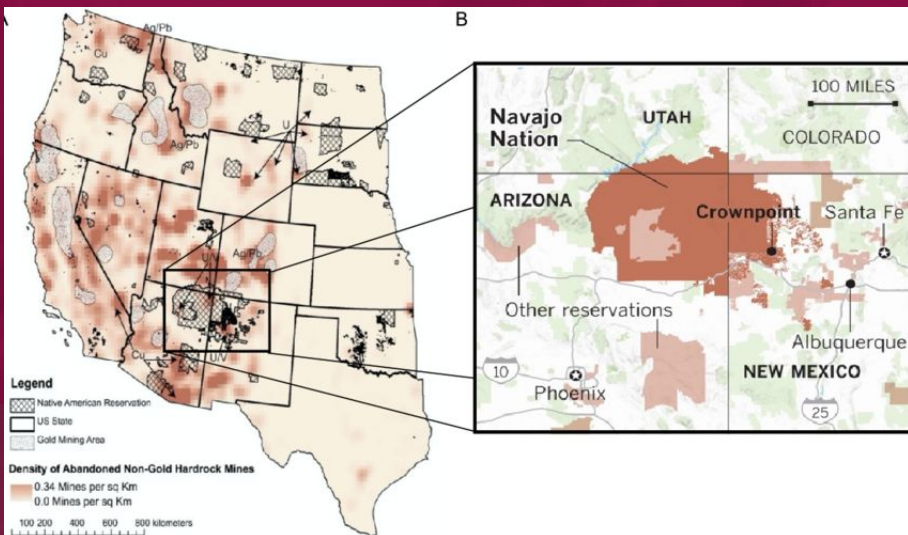 A
B
Ag/Pb
Cu
U
Ag/Pb
U/V
Ag/Pb
U/V
Cu
Legend
Native American Reservation
US State
Gold Mining Area
Density of Abandoned Non-Gold Hardrock Mines
0.34 Mines per sq Km
0.0 Mines per sq Km
100 200 400 600 800 kilometers
100 MILES
UTAH
COLORADO
Navajo
Nation
ARIZONA
Crownpoint
Santa Fe
Other reservations
Albuquerque
10
Phoenix
NEW MEXICO
25